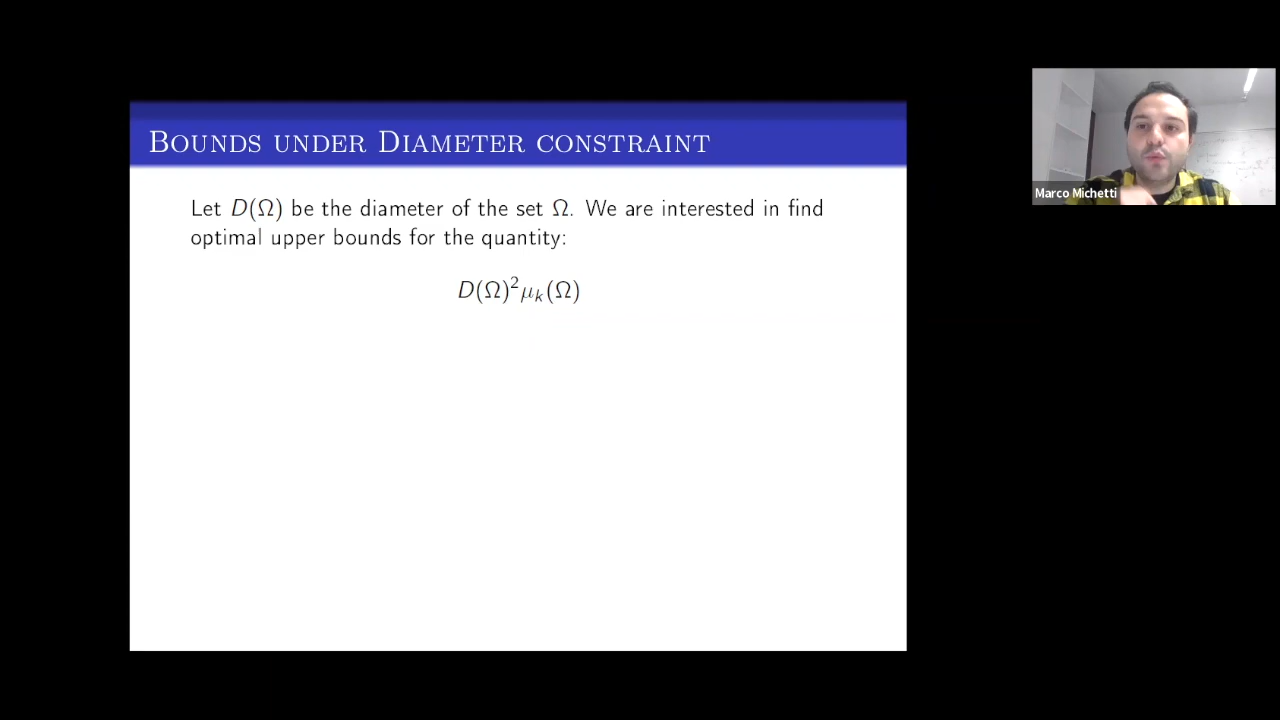 BOUNDS UNDER DIAMETER CONSTRAINT
Let D(Ω) be the diameter of the set Ω. We are interested in find
optimal upper bounds for the quantity:
D(Ω)²μₖ(Ω)
Marco Michetti